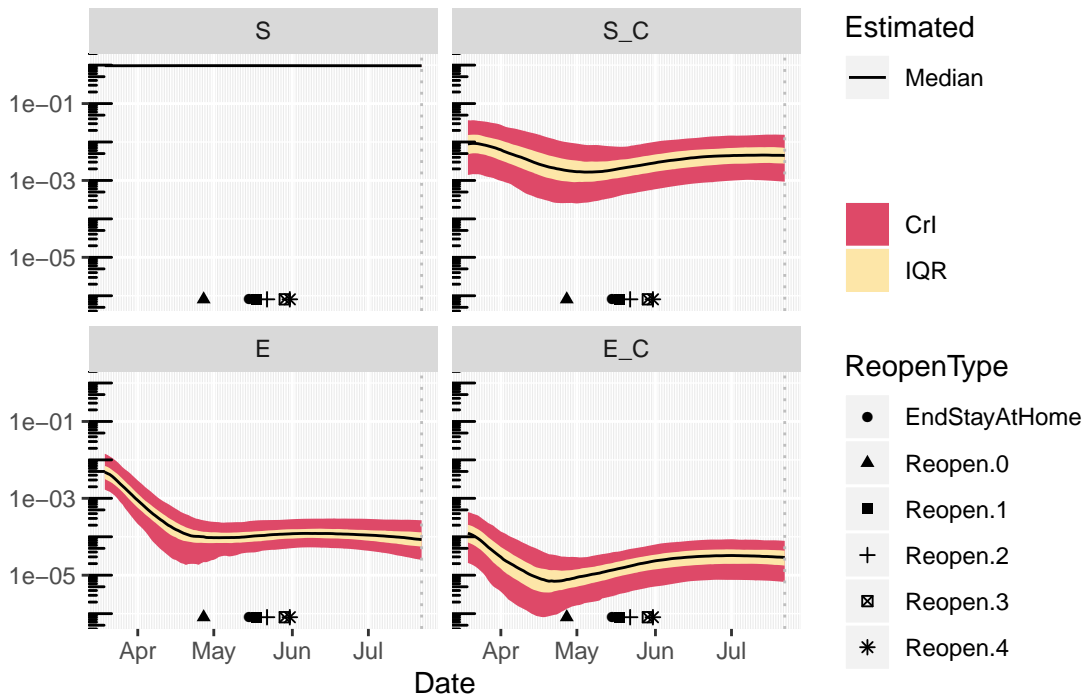 S
S_C
1e−01
1e−03
1e−05
E
E_C
1e−01
1e−03
1e−05
Apr
May
Jun
Jul
Apr
May
Jun
Jul
Date
Estimated
Median
CrI
IQR
ReopenType
EndStayAtHome
Reopen.0
Reopen.1
Reopen.2
Reopen.3
Reopen.4